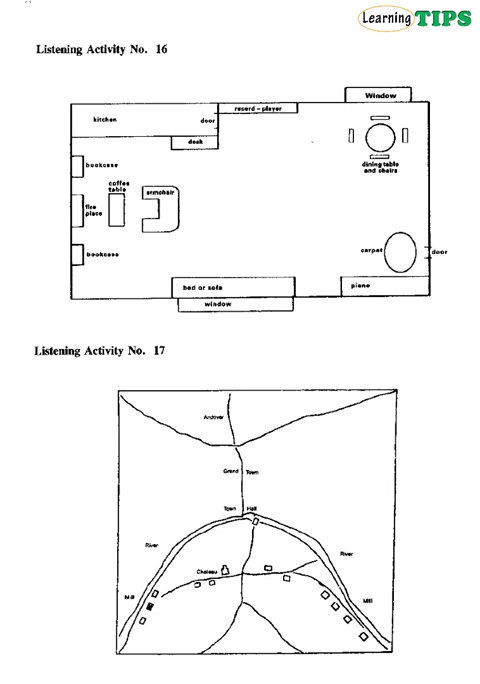 Learning TIPS
Listening Activity No. 16
Window
record - player
kitchen
door
desk
bookcase
dining table
and chairs
coffee
table
armchair
fire
place
bookcase
carpet
door
bed or sofa
piano
window
Listening Activity No. 17
Andover
Grand Town
Town Hall
River
River
Chateau
Mill
Mill